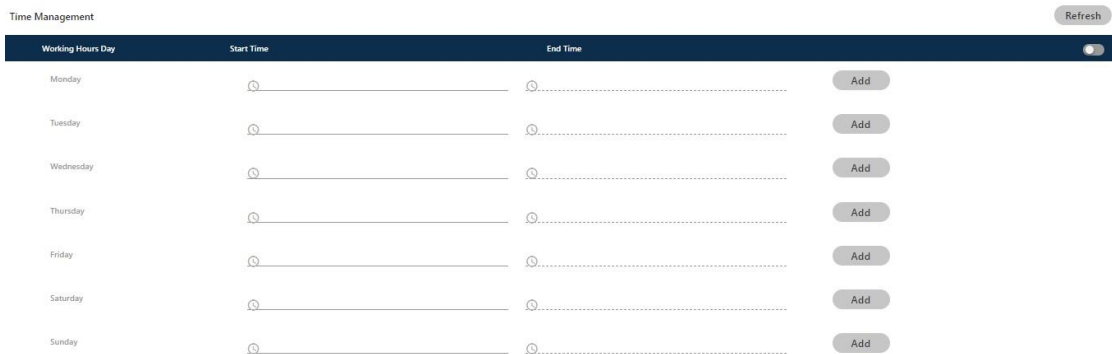 Time Management Refresh
Working Hours Day Start Time End Time
Monday Add
Tuesday Add
Wednesday Add
Thursday Add
Friday Add
Saturday Add
Sunday Add